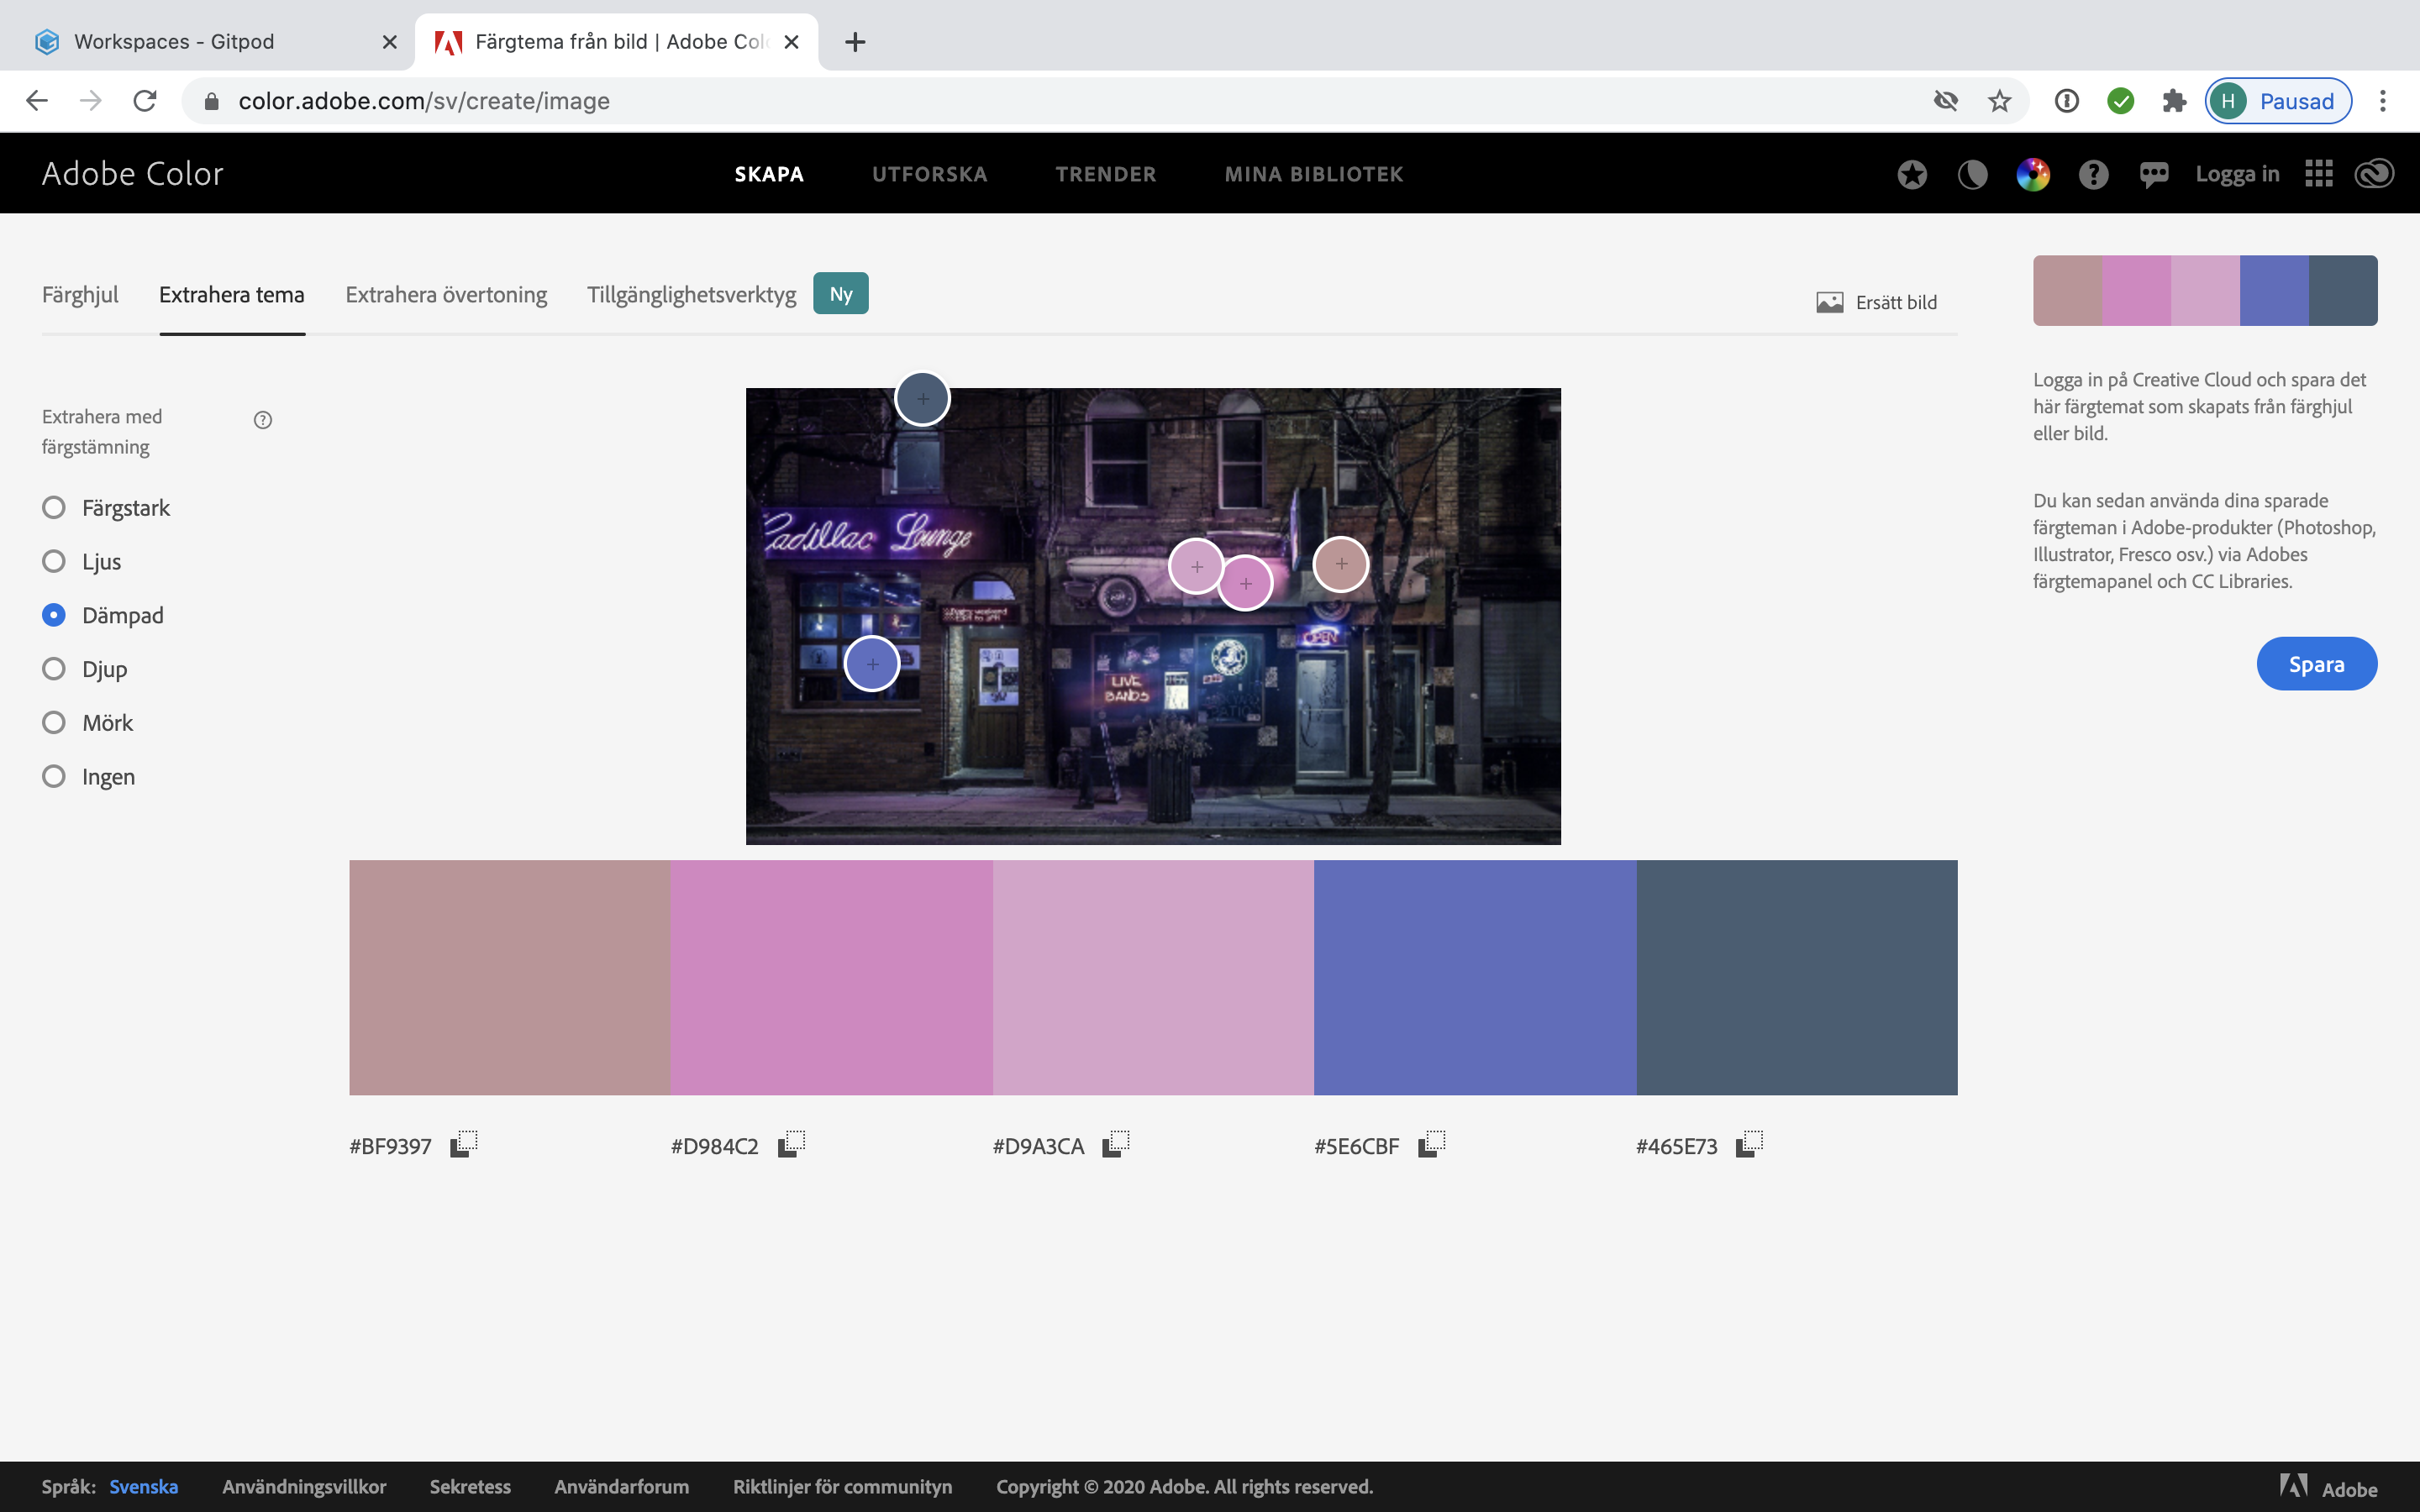 Workspaces - Gitpod
Färgtema från bild | Adobe Col
color.adobe.com/sv/create/image
H Pausad
Adobe Color
SKAPA
UTFORSKA
TRENDER
MINA BIBLIOTEK
Logga in
Färghjul
Extrahera tema
Extrahera övertoning
Tillgänglighetsverktyg
Ny
Ersätt bild
Extrahera med
färgstämning
Färgstark
Ljus
Dämpad
Djup
Mörk
Ingen
Cadillac Lounge
OPEN
LIVE
BANDS
Logga in på Creative Cloud och spara det
här färgtemat som skapats från färghjul
eller bild.
Du kan sedan använda dina sparade
färgteman i Adobe-produkter (Photoshop,
Illustrator, Fresco osv.) via Adobes
färgtemapanel och CC Libraries.
Spara
#BF9397
#D984C2
#D9A3CA
#5E6CBF
#465E73
Språk: Svenska
Användningsvillkor
Sekretess
Användarforum
Riktlinjer för communityn
Copyright © 2020 Adobe. All rights reserved.
Adobe